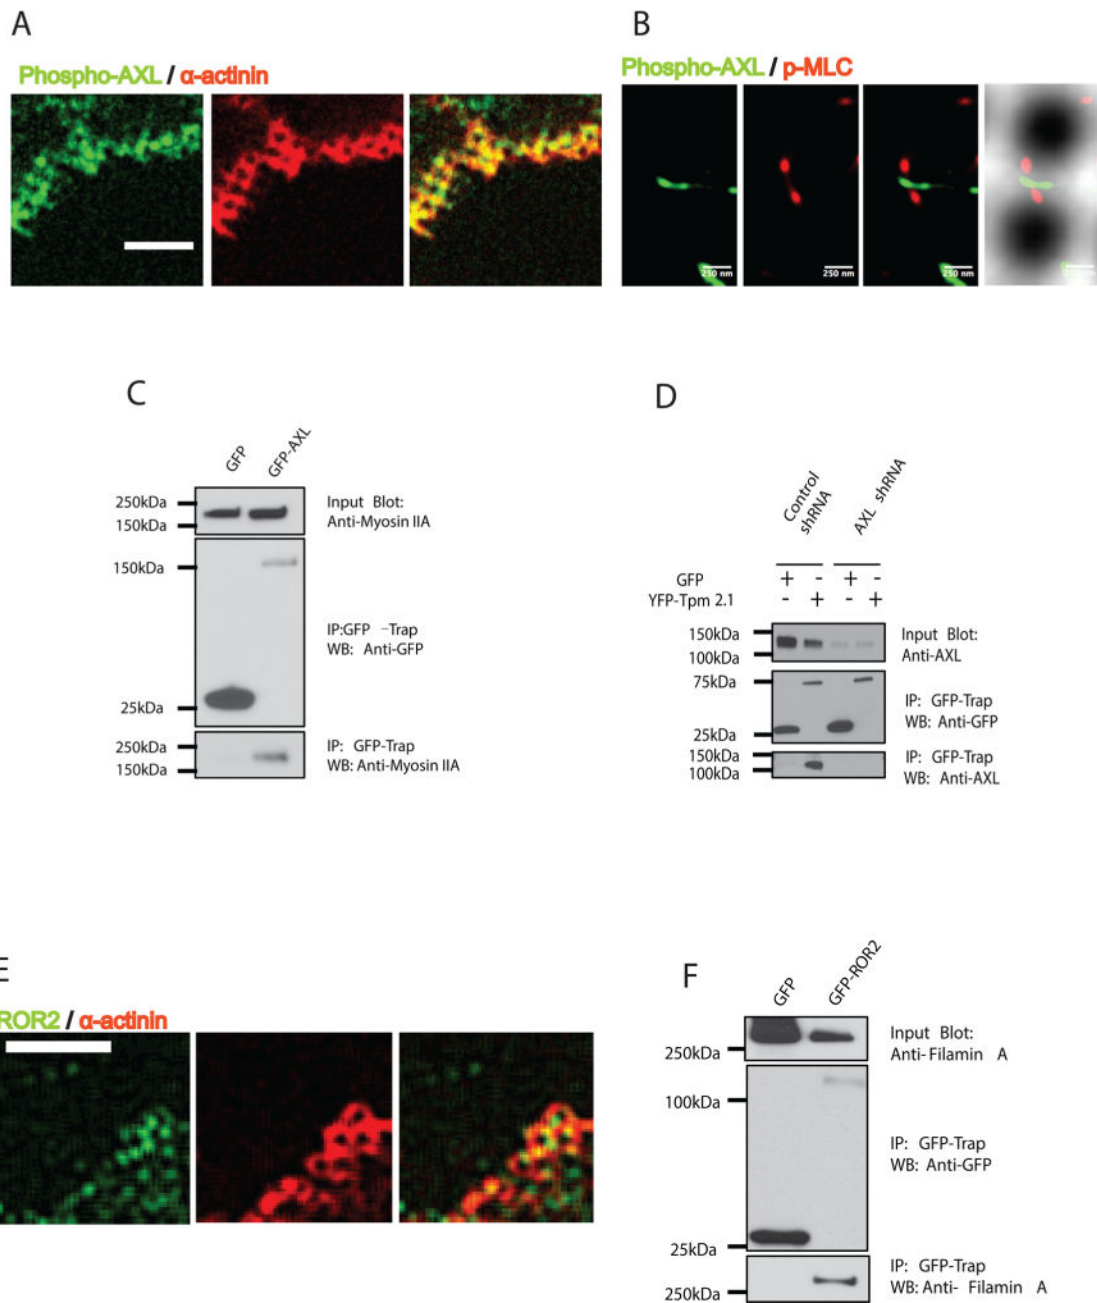 A
Phospho-AXL / α-actinin
B
Phospho-AXL / p-MLC
250 nm
250 nm
250 nm
C
GFP
GFP-AXL
250kDa
150kDa
Input Blot:
Anti-Myosin IIA
150kDa
25kDa
IP:GFP -Trap
WB: Anti-GFP
250kDa
150kDa
IP: GFP-Trap
WB: Anti-Myosin IIA
D
Control
shRNA
AXL shRNA
GFP + - + -
YFP-Tpm 2.1 - + - +
150kDa
100kDa
Input Blot:
Anti-AXL
75kDa
25kDa
IP: GFP-Trap
WB: Anti-GFP
150kDa
100kDa
IP: GFP-Trap
WB: Anti-AXL
E
ROR2 / α-actinin
F
GFP
GFP-ROR2
250kDa
Input Blot:
Anti-Filamin A
100kDa
25kDa
IP: GFP-Trap
WB: Anti-GFP
250kDa
IP: GFP-Trap
WB: Anti- Filamin A